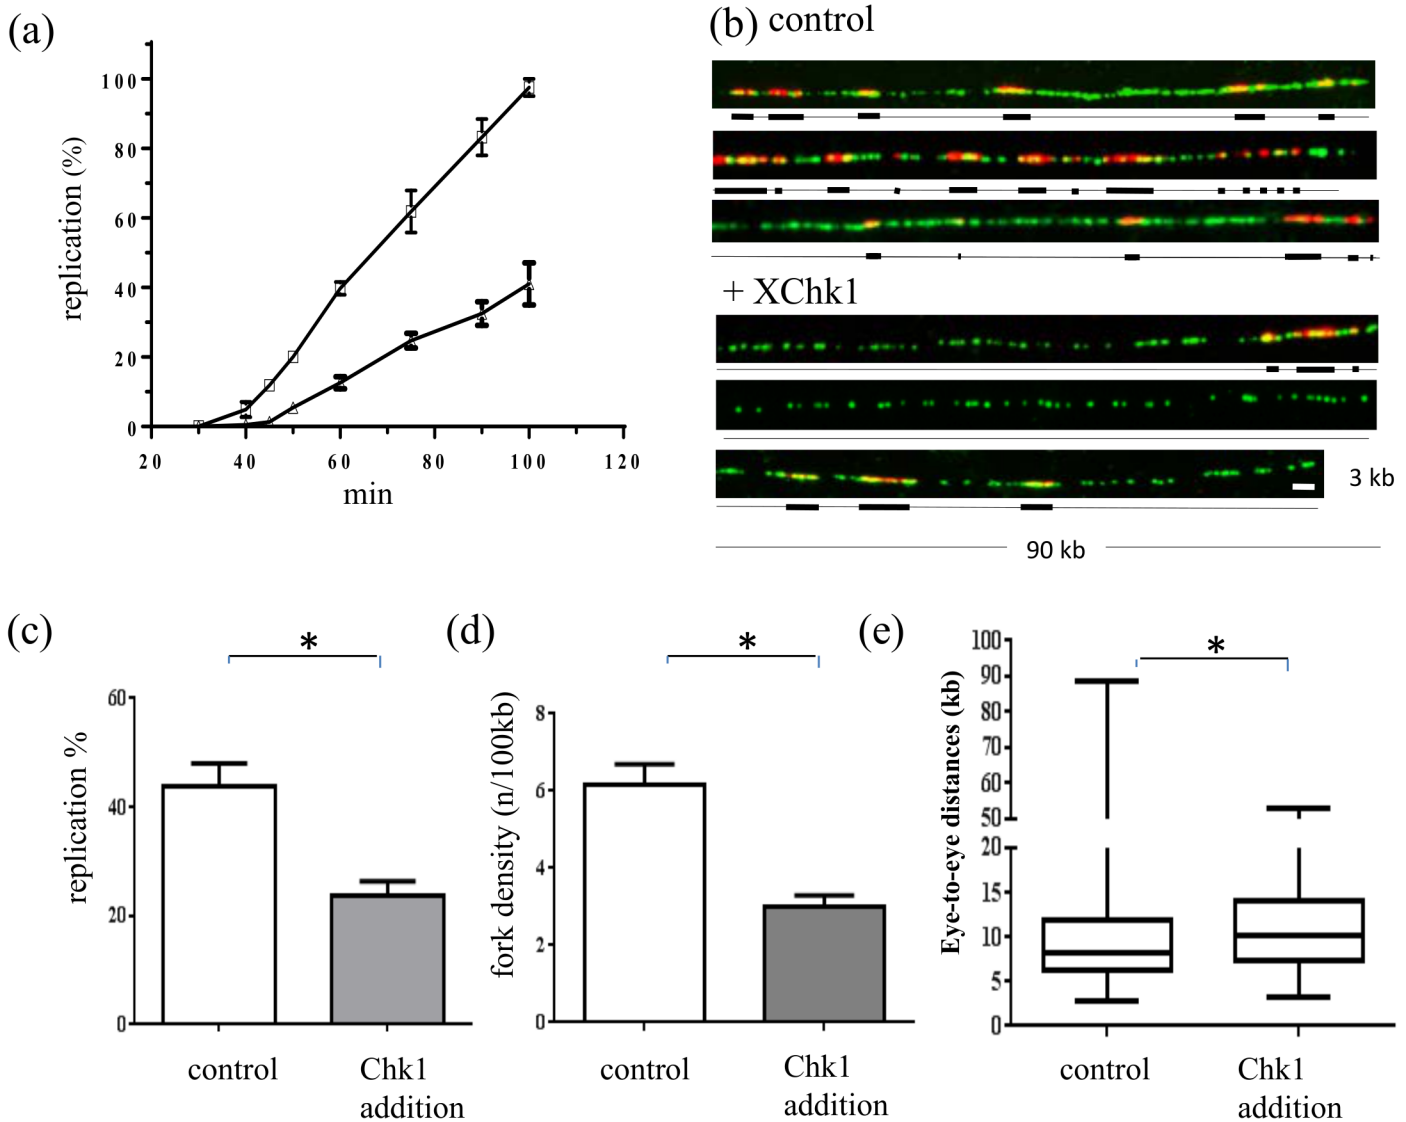 (a)
100
80
60
40
20
0
replication (%)
20 40 60 80 100 120
min
(b) control
+ XChk1
3 kb
90 kb
(c)
*
60
40
20
0
replication %
control
Chk1
addition
(d)
*
8
6
4
2
0
fork density (n/100kb)
control
Chk1
addition
(e)
*
100
90
80
70
60
50
20
15
10
5
0
Eye-to-eye distances (kb)
control
Chk1
addition